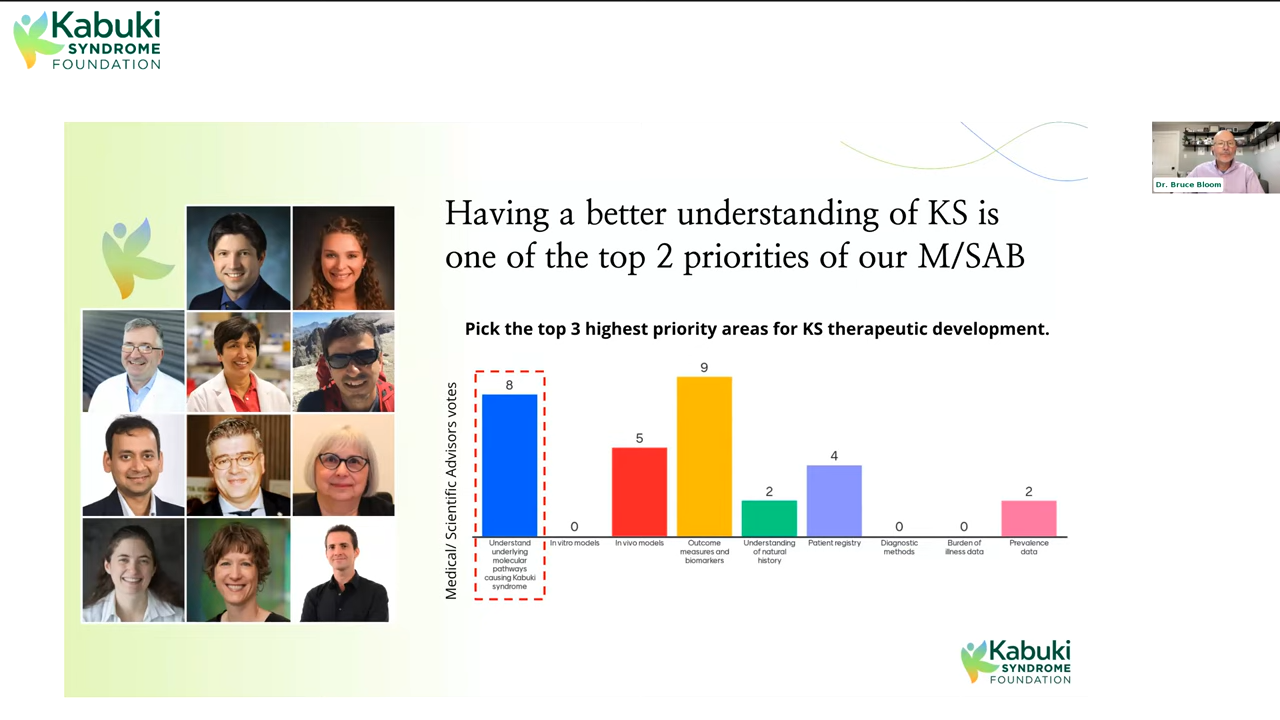 Kabuki
SYNDROME
FOUNDATION
Dr. Bruce Bloom
Having a better understanding of KS is
one of the top 2 priorities of our M/SAB
Pick the top 3 highest priority areas for KS therapeutic development.
Medical/ Scientific Advisors votes
8
0
5
9
2
4
0
0
2
Understand
underlying
molecular
pathways
causing Kabuki
syndrome
In vitro models
In vivo models
Outcome
measures and
biomarkers
Understanding
of natural
history
Patient registry
Diagnostic
methods
Burden of
illness data
Prevalence
data
Kabuki
SYNDROME
FOUNDATION